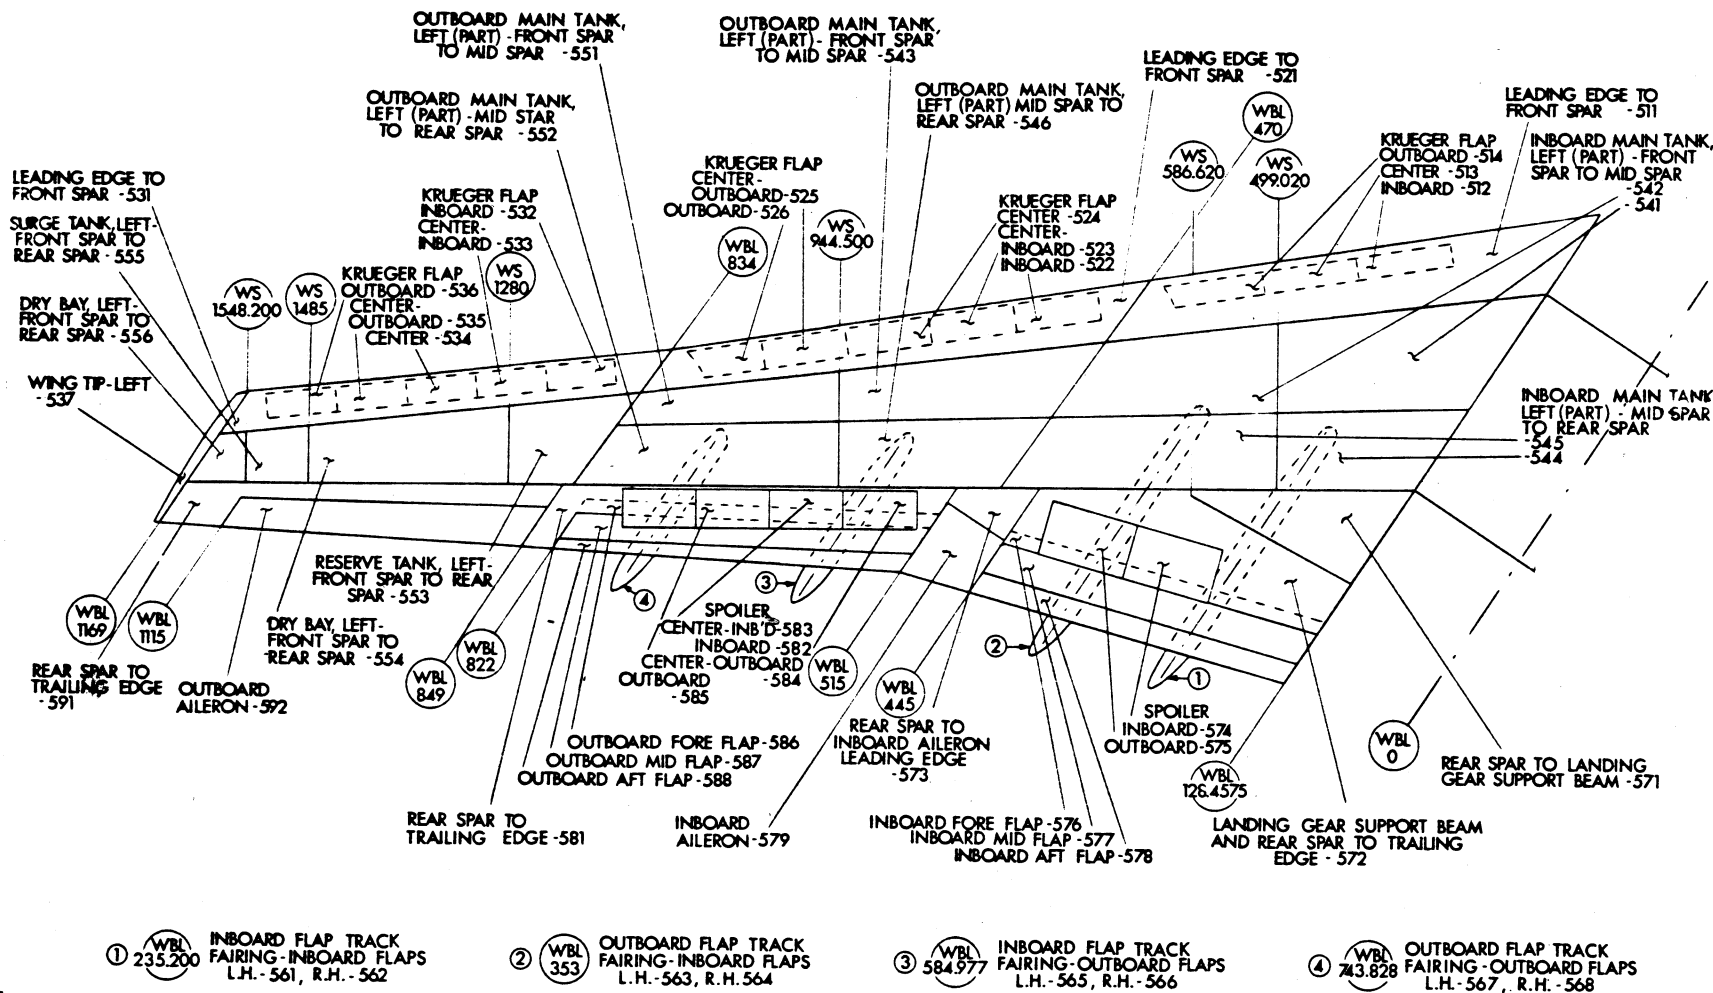 OUTBOARD MAIN TANK,
LEFT (PART) - FRONT SPAR
TO MID SPAR -551
OUTBOARD MAIN TANK,
LEFT (PART) - FRONT SPAR
TO MID SPAR -543
LEADING EDGE TO
FRONT SPAR -521
OUTBOARD MAIN TANK,
LEFT (PART) - MID STAR
TO REAR SPAR -552
OUTBOARD MAIN TANK,
LEFT (PART) MID SPAR TO
REAR SPAR -546
WBL
470
LEADING EDGE TO
FRONT SPAR -511
KRUEGER FLAP
OUTBOARD -514
CENTER -513
INBOARD -512
INBOARD MAIN TANK,
LEFT (PART) - FRONT
SPAR TO MID SPAR
-542
-541
WS
586.620
WS
499.020
LEADING EDGE TO
FRONT SPAR -531
KRUEGER FLAP
CENTER-
OUTBOARD-525
OUTBOARD-526
KRUEGER FLAP
INBOARD -532
CENTER-
INBOARD -533
KRUEGER FLAP
CENTER -524
CENTER-
INBOARD -523
INBOARD -522
SURGE TANK, LEFT-
FRONT SPAR TO
REAR SPAR -555
WBL
834
WS
944.500
WS
1548.200
WS
1485
KRUEGER FLAP
OUTBOARD -536
CENTER-
OUTBOARD -535
CENTER -534
WS
1280
DRY BAY, LEFT-
FRONT SPAR TO
REAR SPAR -556
WING TIP-LEFT
-537
INBOARD MAIN TANK
LEFT (PART) - MID SPAR
TO REAR SPAR
-545
-544
RESERVE TANK, LEFT-
FRONT SPAR TO REAR
SPAR -553
DRY BAY, LEFT-
FRONT SPAR TO
REAR SPAR -554
WBL
1169
WBL
1115
REAR SPAR TO
TRAILING EDGE
-591
OUTBOARD
AILERON -592
WBL
849
WBL
822
4
3
SPOILER
CENTER-INB'D-583
INBOARD -582
CENTER-OUTBOARD
-584
OUTBOARD
-585
WBL
515
WBL
445
2
1
OUTBOARD FORE FLAP-586
OUTBOARD MID FLAP-587
OUTBOARD AFT FLAP-588
REAR SPAR TO
INBOARD AILERON
LEADING EDGE
-573
SPOILER
INBOARD-574
OUTBOARD-575
WBL
126.4575
WBL
0
REAR SPAR TO LANDING
GEAR SUPPORT BEAM -571
REAR SPAR TO
TRAILING EDGE -581
INBOARD
AILERON -579
INBOARD FORE FLAP-576
INBOARD MID FLAP-577
INBOARD AFT FLAP-578
LANDING GEAR SUPPORT BEAM
AND REAR SPAR TO TRAILING
EDGE - 572
1 WBL
235.200
INBOARD FLAP TRACK
FAIRING-INBOARD FLAPS
L.H.-561, R.H.-562
2 WBL
353
OUTBOARD FLAP TRACK
FAIRING-INBOARD FLAPS
L.H.-563, R.H.564
3 WBL
584.977
INBOARD FLAP TRACK
FAIRING-OUTBOARD FLAPS
L.H.-565, R.H.-566
4 WBL
743.828
OUTBOARD FLAP TRACK
FAIRING-OUTBOARD FLAPS
L.H.-567, R.H.-568